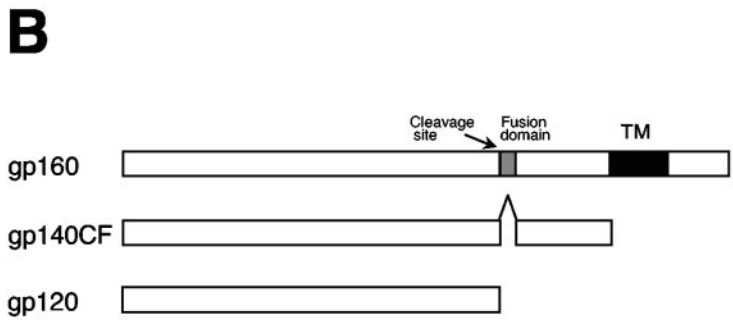 B
Cleavage
site
Fusion
domain
TM
gp160
gp140CF
gp120